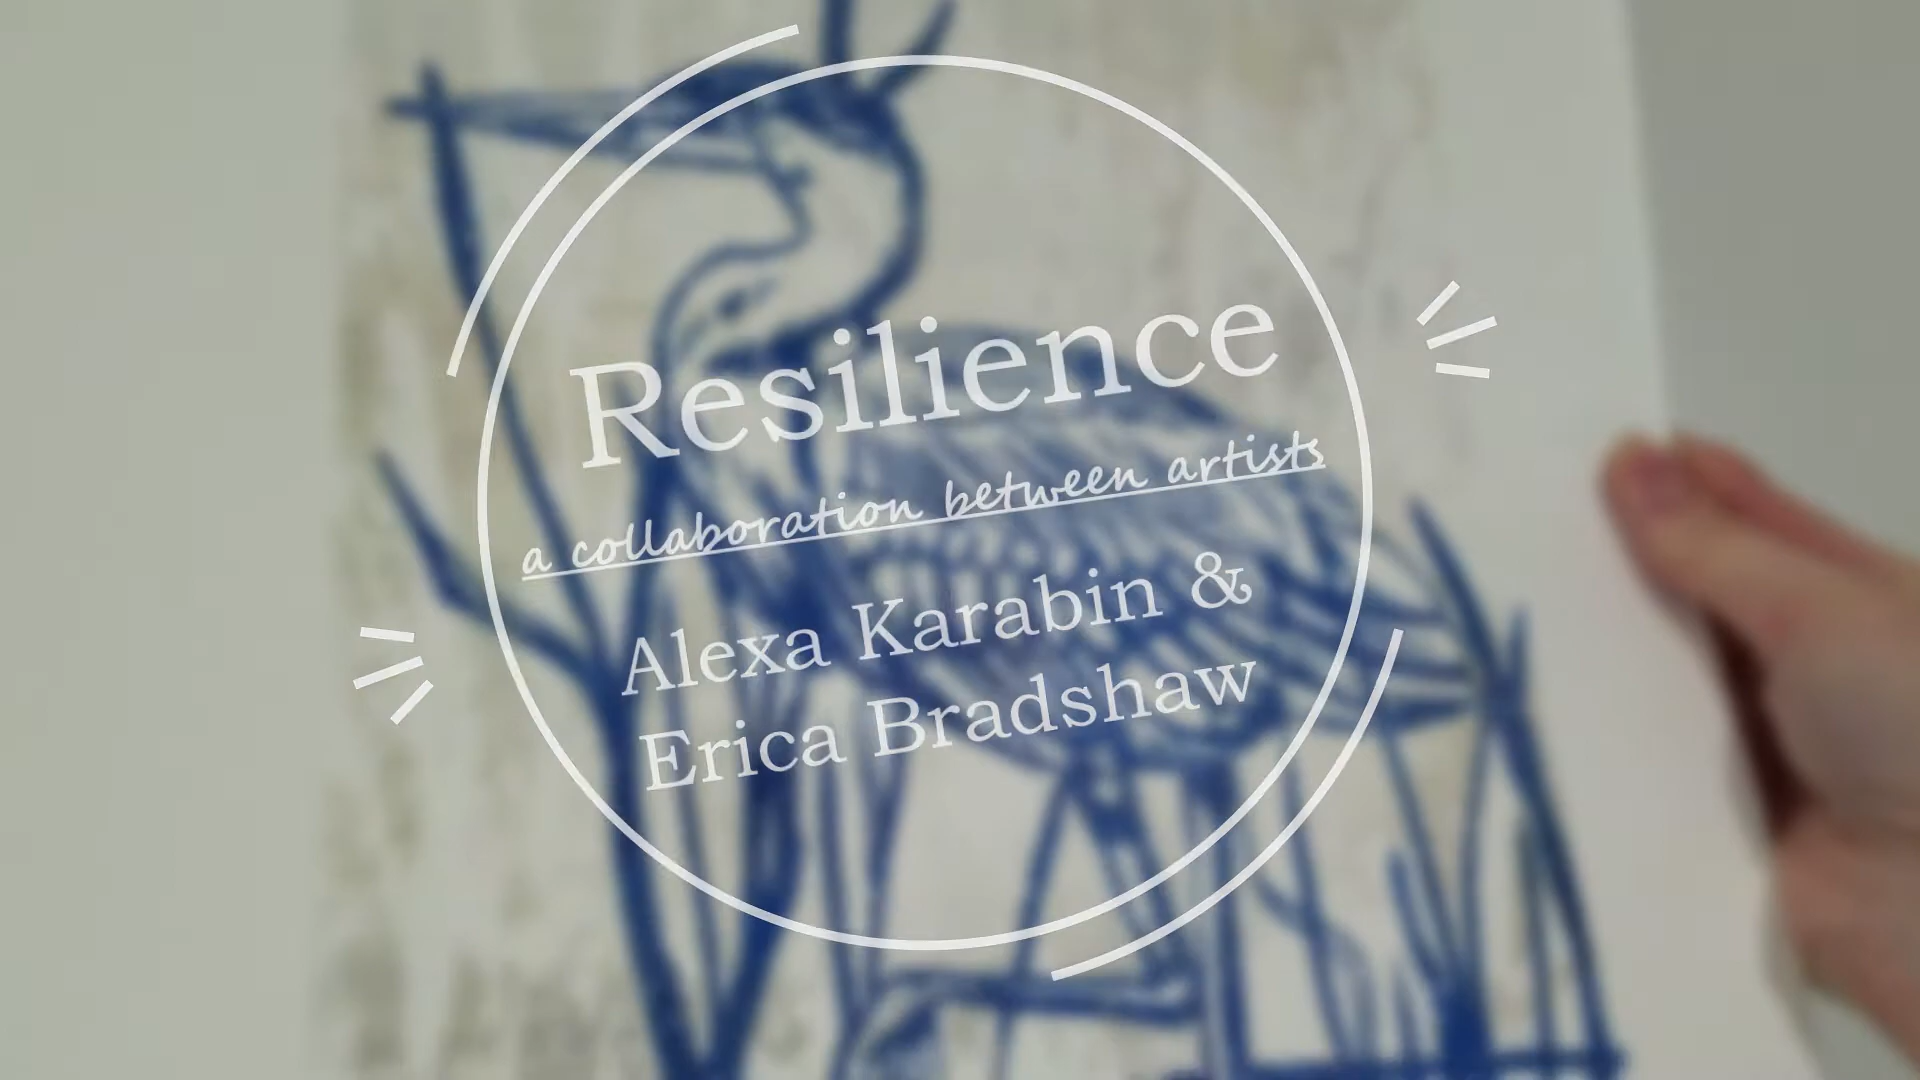 Resilience
a collaboration between artists
Alexa Karabin &
Erica Bradshaw